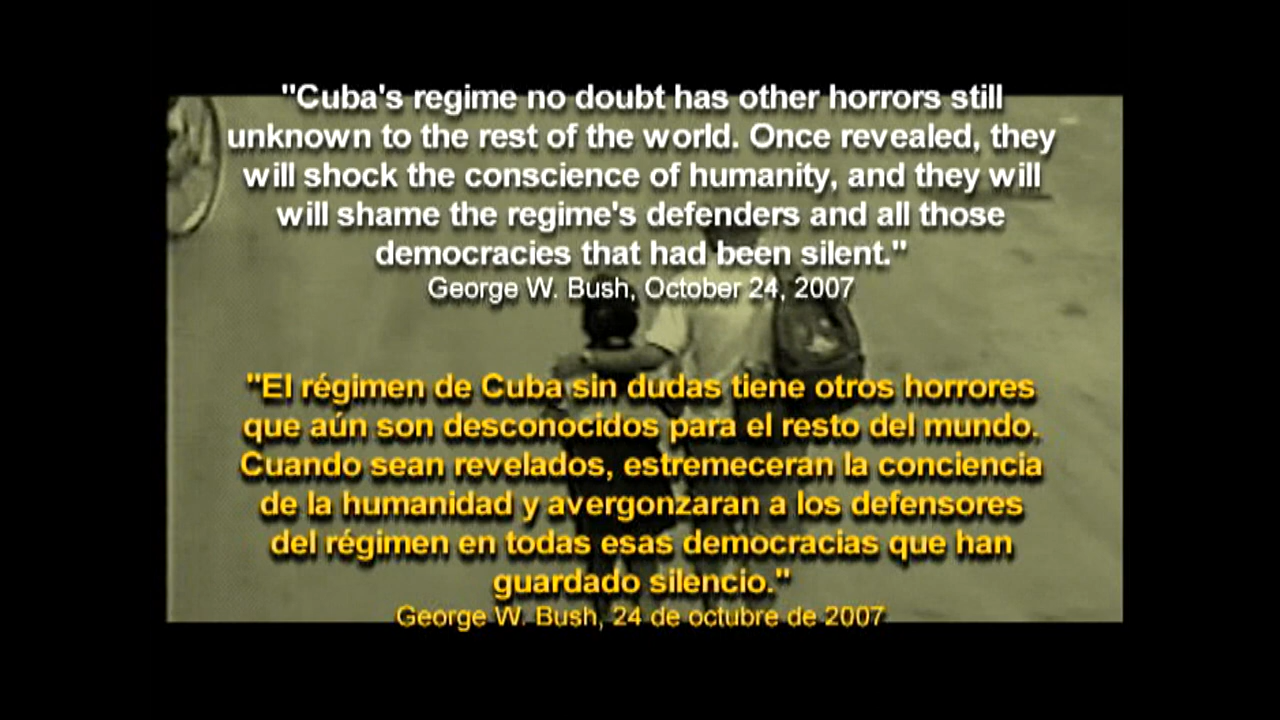 "Cuba's regime no doubt has other horrors still
unknown to the rest of the world. Once revealed, they
will shock the conscience of humanity, and they will
will shame the regime's defenders and all those
democracies that had been silent."
George W. Bush, October 24, 2007
"El régimen de Cuba sin dudas tiene otros horrores
que aún son desconocidos para el resto del mundo.
Cuando sean revelados, estremeceran la conciencia
de la humanidad y avergonzaran a los defensores
del régimen en todas esas democracias que han
guardado silencio."
George W. Bush, 24 de octubre de 2007